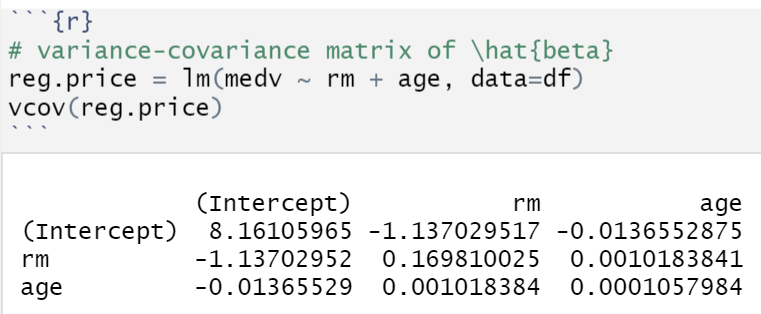 ```{r}
# variance-covariance matrix of \hat{beta}
reg.price = lm(medv ~ rm + age, data=df)
vcov(reg.price)
```
(Intercept) rm age
(Intercept) 8.16105965 -1.137029517 -0.0136552875
rm -1.13702952 0.169810025 0.0010183841
age -0.01365529 0.001018384 0.0001057984